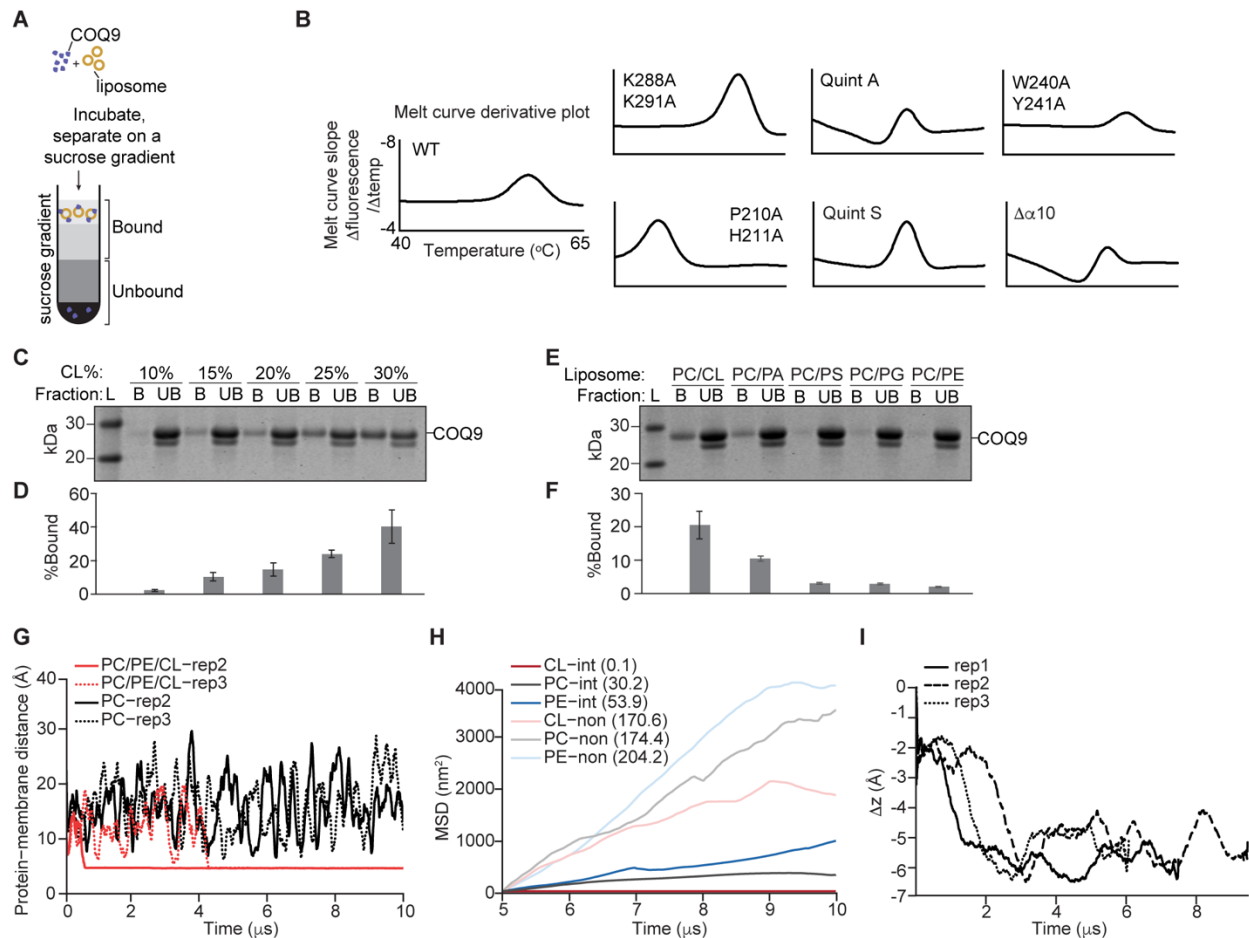 A
COQ9
+
liposome
Incubate,
separate on a
sucrose gradient
sucrose gradient
Bound
Unbound
B
Melt curve derivative plot
Melt curve slope
Δfluorescence
/Δtemp
-8
-4
WT
40
65
Temperature (°C)
K288A
K291A
Quint A
W240A
Y241A
P210A
H211A
Quint S
Δα10
C
CL%: 10% 15% 20% 25% 30%
Fraction: L B UB B UB B UB B UB B UB
kDa
30
20
COQ9
D
%Bound
60
40
20
0
E
Liposome: PC/CL PC/PA PC/PS PC/PG PC/PE
Fraction: L B UB B UB B UB B UB B UB
kDa
30
20
COQ9
F
%Bound
30
20
10
0
G
PC/PE/CL-rep2
PC/PE/CL-rep3
PC-rep2
PC-rep3
Protein-membrane distance (Å)
40
30
20
10
0
0 2 4 6 8 10
Time (μs)
H
CL-int (0.1)
PC-int (30.2)
PE-int (53.9)
CL-non (170.6)
PC-non (174.4)
PE-non (204.2)
MSD (nm²)
4000
3000
2000
1000
0
5 6 7 8 9 10
Time (μs)
I
rep1
rep2
rep3
Δz (Å)
0
-1
-2
-3
-4
-5
-6
-7
2 4 6 8
Time (μs)